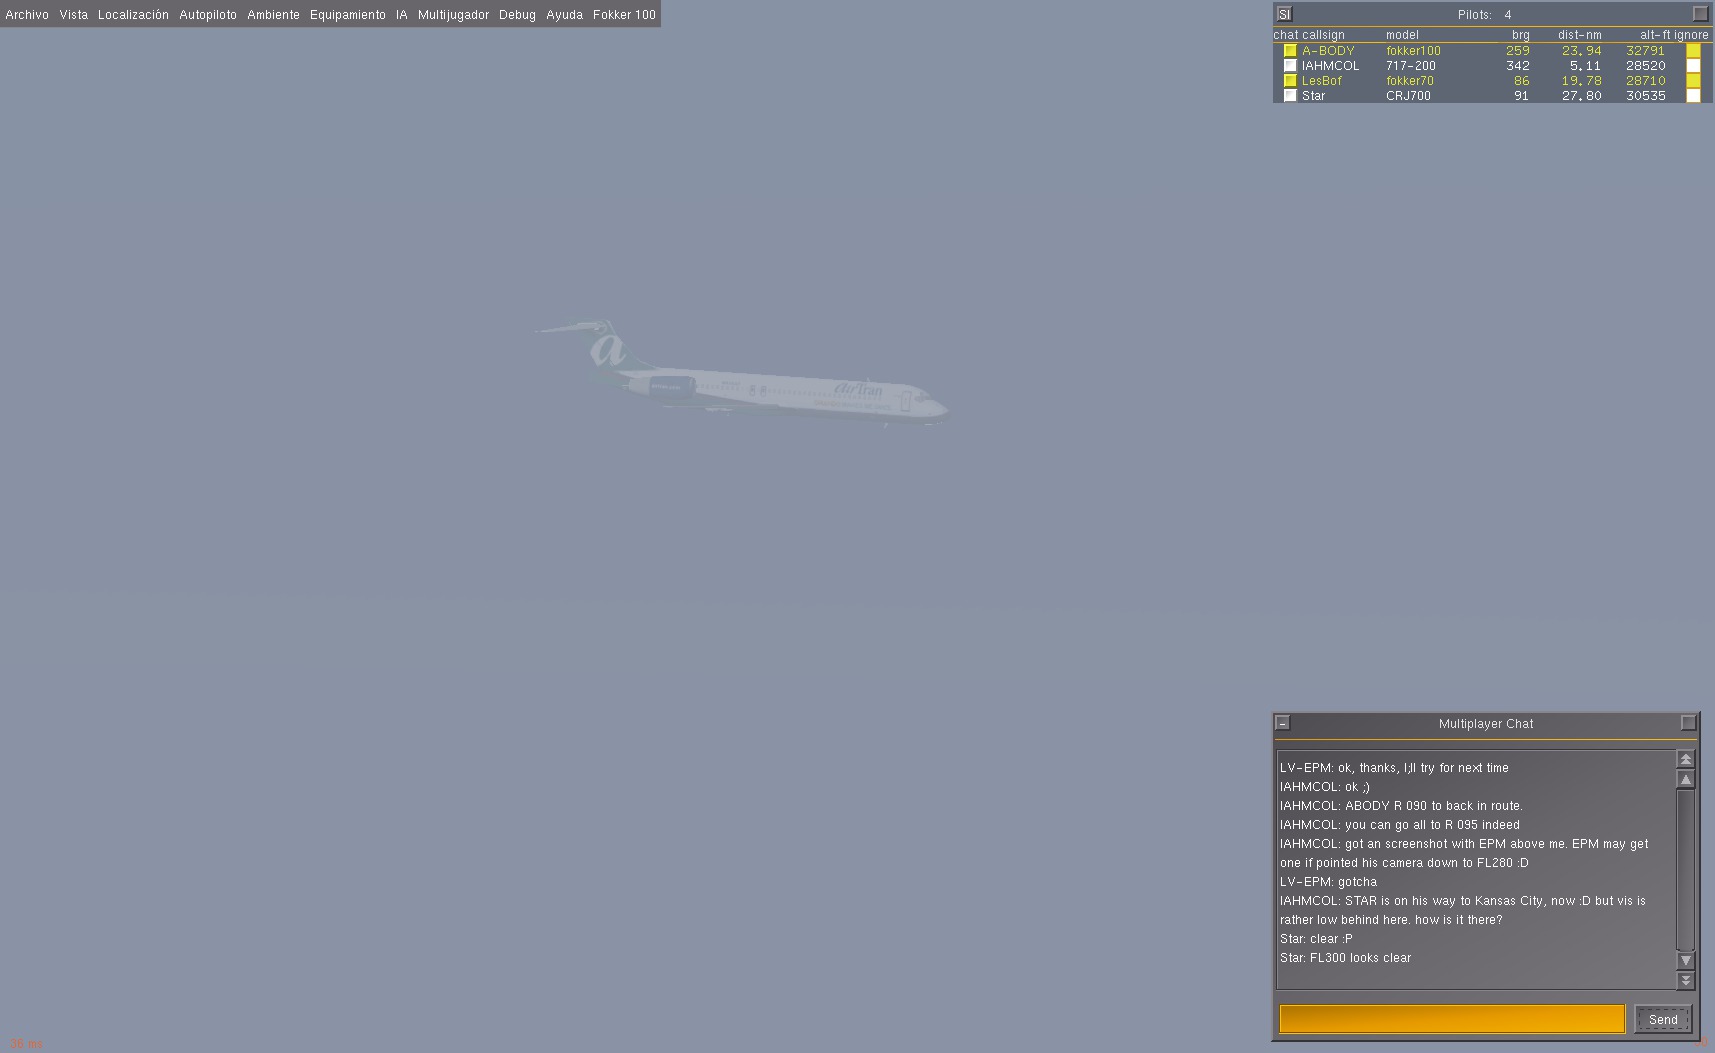 Archivo Vista Localización Autopiloto Ambiente Equipamiento IA Multijugador Debug Ayuda Fokker 100
SI Pilots: 4
chat callsign model brg dist-nm alt-ft ignore
A-BODY fokker100 259 23.94 32791
IAHMCOL 717-200 342 5.11 28520
LesBof fokker70 86 19.78 28710
Star CRJ700 91 27.80 30535
a
airTran
- Multiplayer Chat
LV-EPM: ok, thanks, I;ll try for next time
IAHMCOL: ok ;)
IAHMCOL: ABODY R 090 to back in route.
IAHMCOL: you can go all to R 095 indeed
IAHMCOL: got an screenshot with EPM above me. EPM may get
one if pointed his camera down to FL280 :D
LV-EPM: gotcha
IAHMCOL: STAR is on his way to Kansas City, now :D but vis is
rather low behind here. how is it there?
Star: clear :P
Star: FL300 looks clear
Send
36 ms